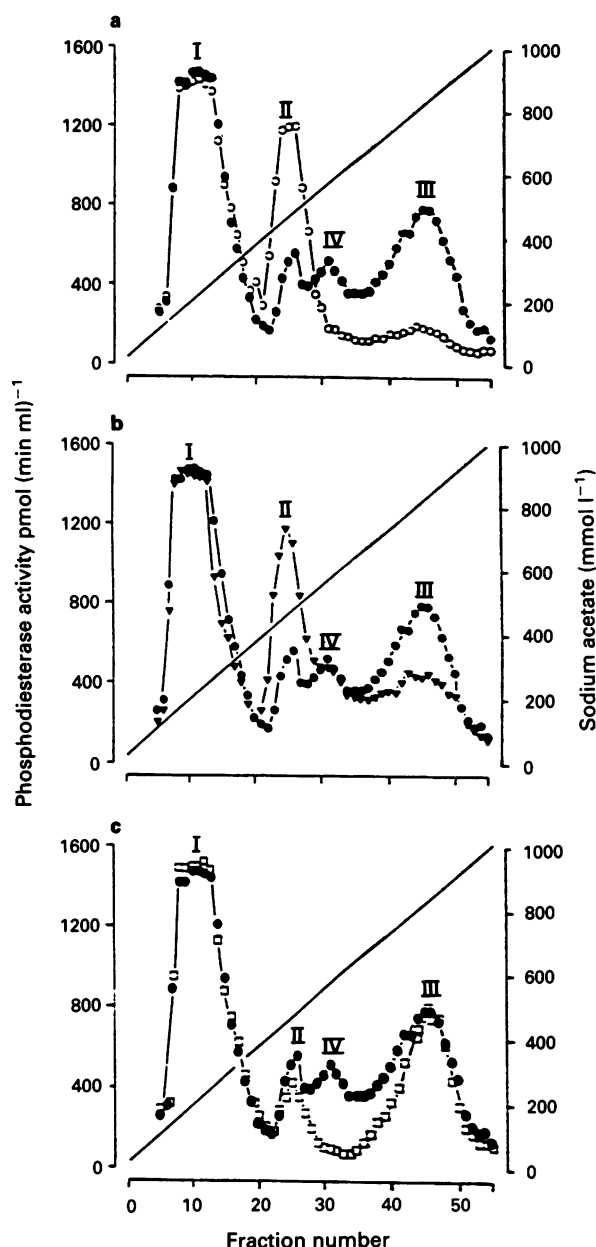 a
I
II
III
IV
1600
1200
800
400
0
1000
800
600
400
200
0
b
I
II
III
IV
1600
1200
800
400
0
1000
800
600
400
200
0
c
I
II
III
IV
1600
1200
800
400
0
1000
800
600
400
200
0
0 10 20 30 40 50
Fraction number
Phosphodiesterase activity pmol (min ml)⁻¹
Sodium acetate (mmol l⁻¹)